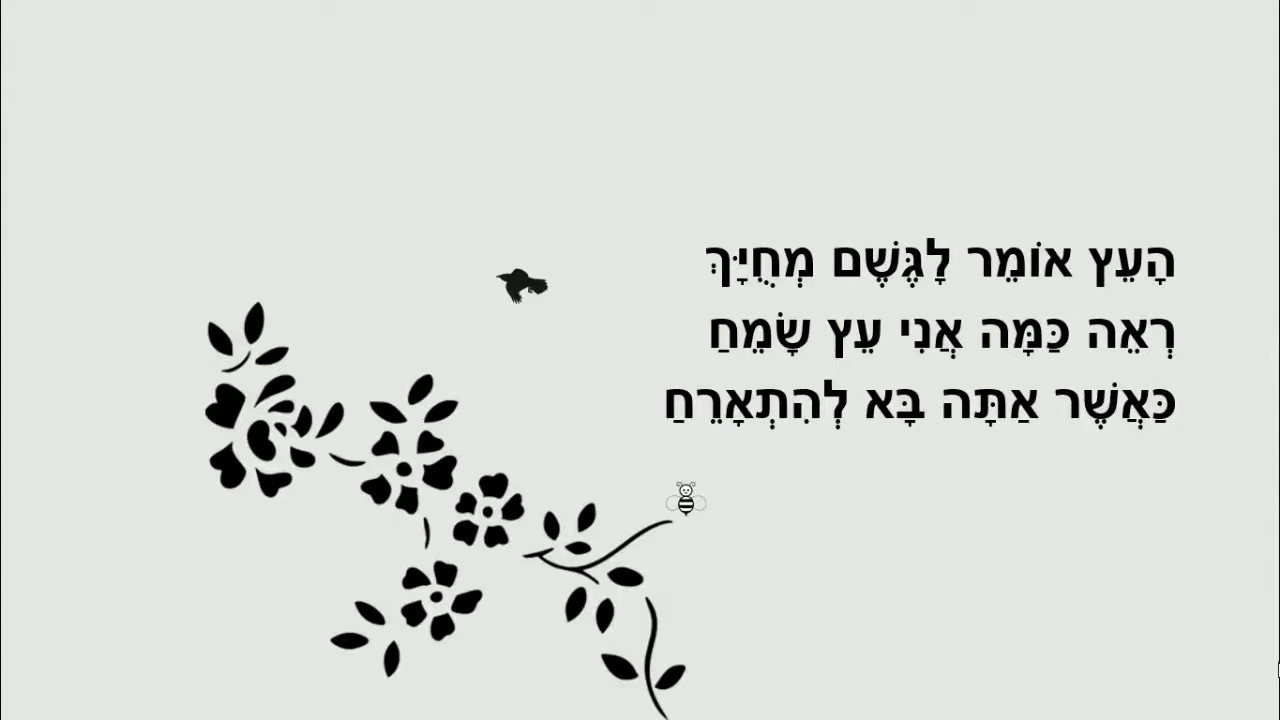 הָעֵץ אוֹמֵר לָגֶּשֶׁם מְחֻיָּךְ
רְאֵה כַּמָּה אֲנִי עֵץ שָׂמֵחַ
כַּאֲשֶׁר אַתָּה בָּא לְהִתְאָרֵחַ